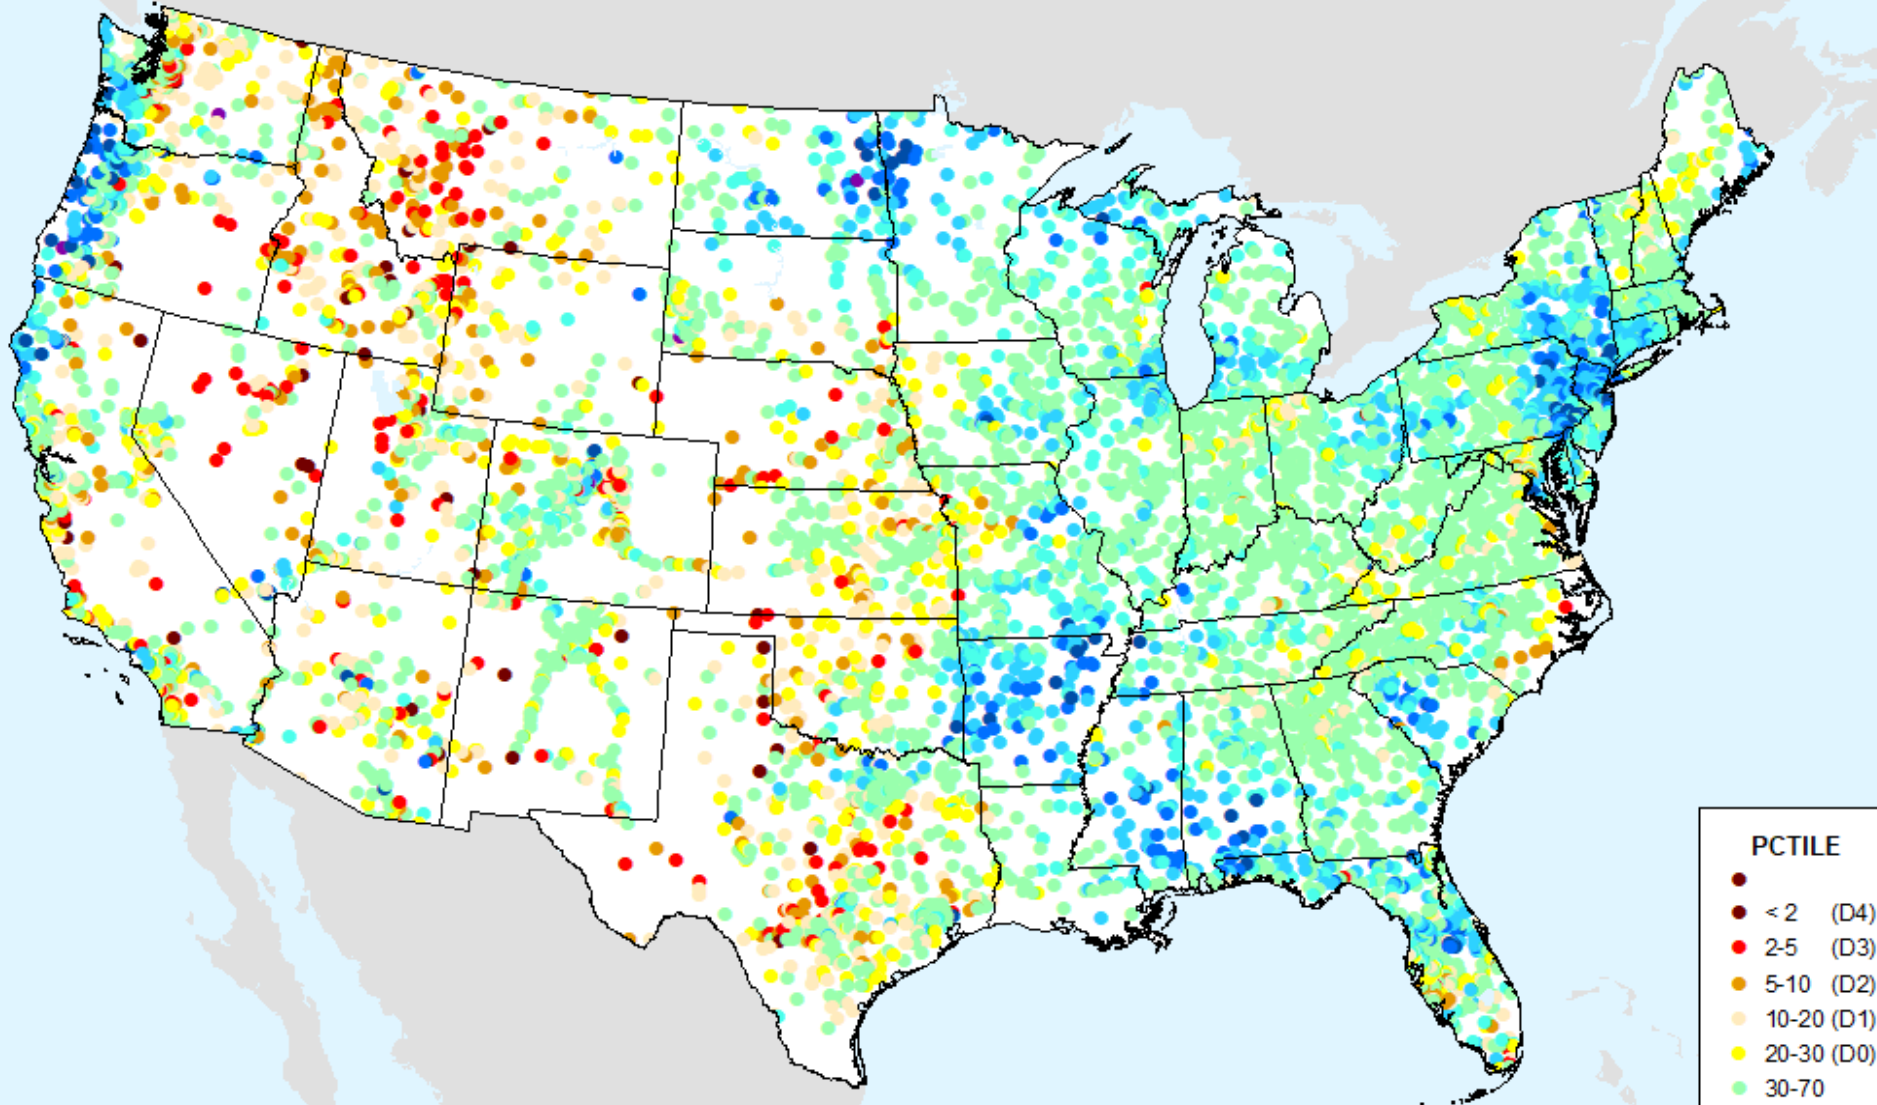 PCTILE
< 2 (D4)
2-5 (D3)
5-10 (D2)
10-20 (D1)
20-30 (D0)
30-70